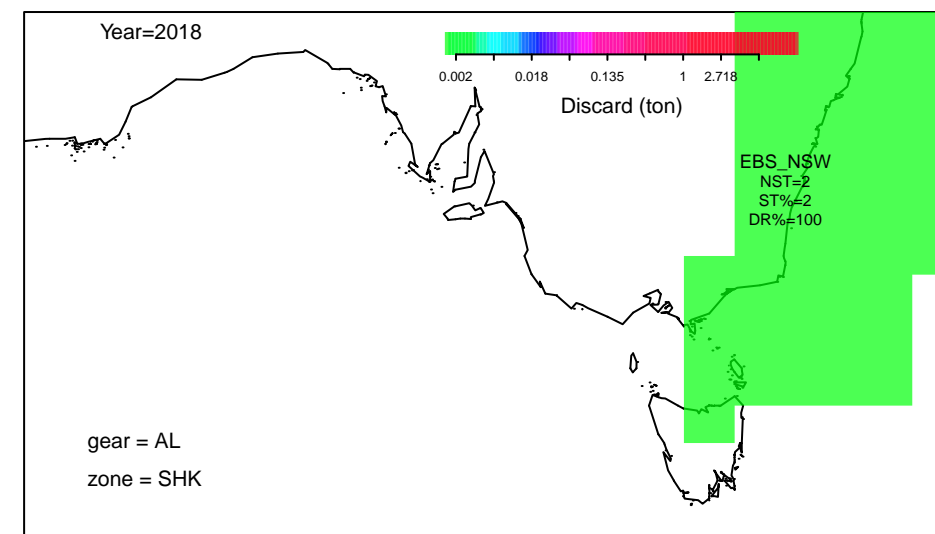 Year=2018
0.002 0.018 0.135 1 2.718
Discard (ton)
EBS_NSW
NST=2
ST%=2
DR%=100
gear = AL
zone = SHK